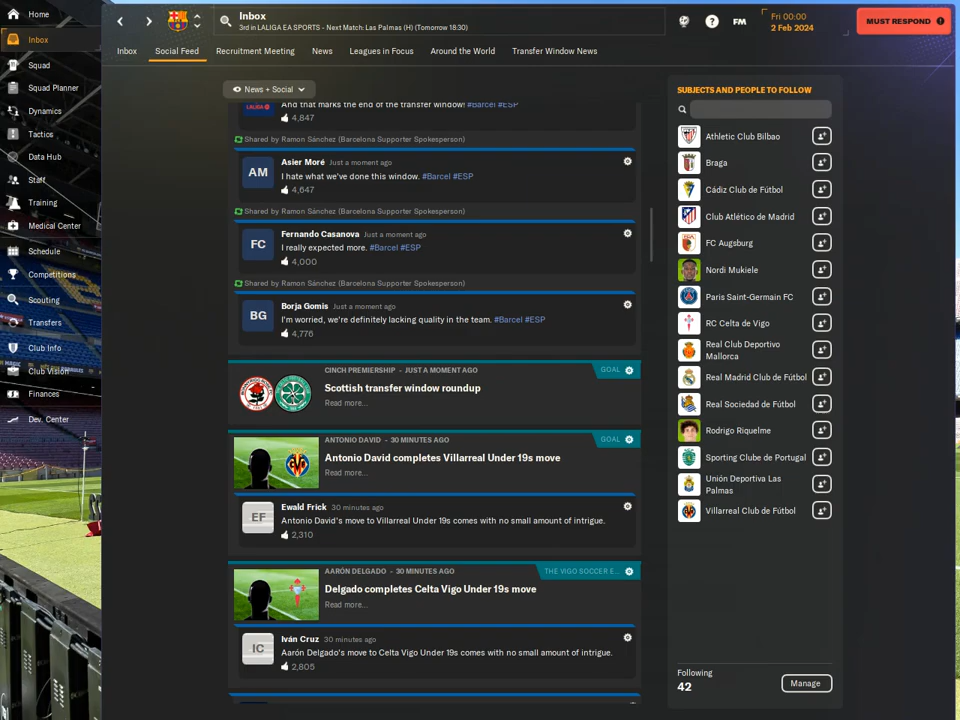 Home
Inbox
Squad
Squad Planner
Dynamics
Tactics
Data Hub
Staff
Training
Medical Center
Schedule
Competitions
Scouting
Transfers
Club Info
Club Vision
Finances
Dev. Center
Inbox
3rd in LALIGA EA SPORTS - Next Match: Las Palmas (H) (Tomorrow 18:30)
?
FM
Fri 00:00
2 Feb 2024
MUST RESPOND
Inbox
Social Feed
Recruitment Meeting
News
Leagues in Focus
Around the World
Transfer Window News
News + Social
And that marks the end of the transfer window! #Barcel #ESP
4,847
Shared by Ramon Sánchez (Barcelona Supporter Spokesperson)
AM
Asier Moré Just a moment ago
I hate what we've done this window. #Barcel #ESP
4,647
Shared by Ramon Sánchez (Barcelona Supporter Spokesperson)
FC
Fernando Casanova Just a moment ago
I really expected more. #Barcel #ESP
4,000
Shared by Ramon Sánchez (Barcelona Supporter Spokesperson)
BG
Borja Gomis Just a moment ago
I'm worried, we're definitely lacking quality in the team. #Barcel #ESP
4,776
CINCH PREMIERSHIP - JUST A MOMENT AGO
GOAL
Scottish transfer window roundup
Read more...
ANTONIO DAVID - 30 MINUTES AGO
GOAL
Antonio David completes Villarreal Under 19s move
Read more...
EF
Ewald Frick 30 minutes ago
Antonio David's move to Villarreal Under 19s comes with no small amount of intrigue.
2,310
AARÓN DELGADO - 30 MINUTES AGO
THE VIGO SOCCER E...
Delgado completes Celta Vigo Under 19s move
Read more...
IC
Iván Cruz 30 minutes ago
Aarón Delgado's move to Celta Vigo Under 19s comes with no small amount of intrigue.
2,805
SUBJECTS AND PEOPLE TO FOLLOW
Athletic Club Bilbao
Braga
Cádiz Club de Fútbol
Club Atlético de Madrid
FC Augsburg
Nordi Mukiele
Paris Saint-Germain FC
RC Celta de Vigo
Real Club Deportivo
Mallorca
Real Madrid Club de Fútbol
Real Sociedad de Fútbol
Rodrigo Riquelme
Sporting Clube de Portugal
Unión Deportiva Las
Palmas
Villarreal Club de Fútbol
Following
42
Manage